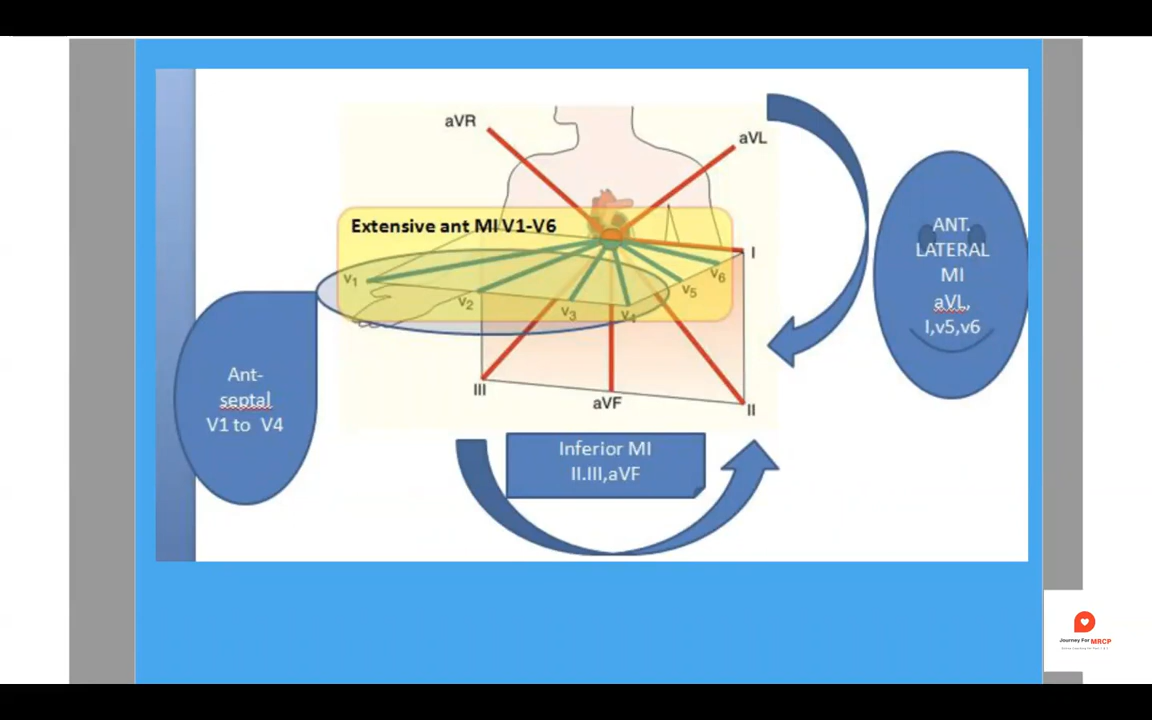 aVR
aVL
Extensive ant MI V1-V6
I
V1
V2
V3
V4
V5
V6
III
aVF
II
ANT.
LATERAL
MI
aVL,
I,v5,v6
Ant-
septal
V1 to V4
Inferior MI
II.III,aVF
Journey For MRCP